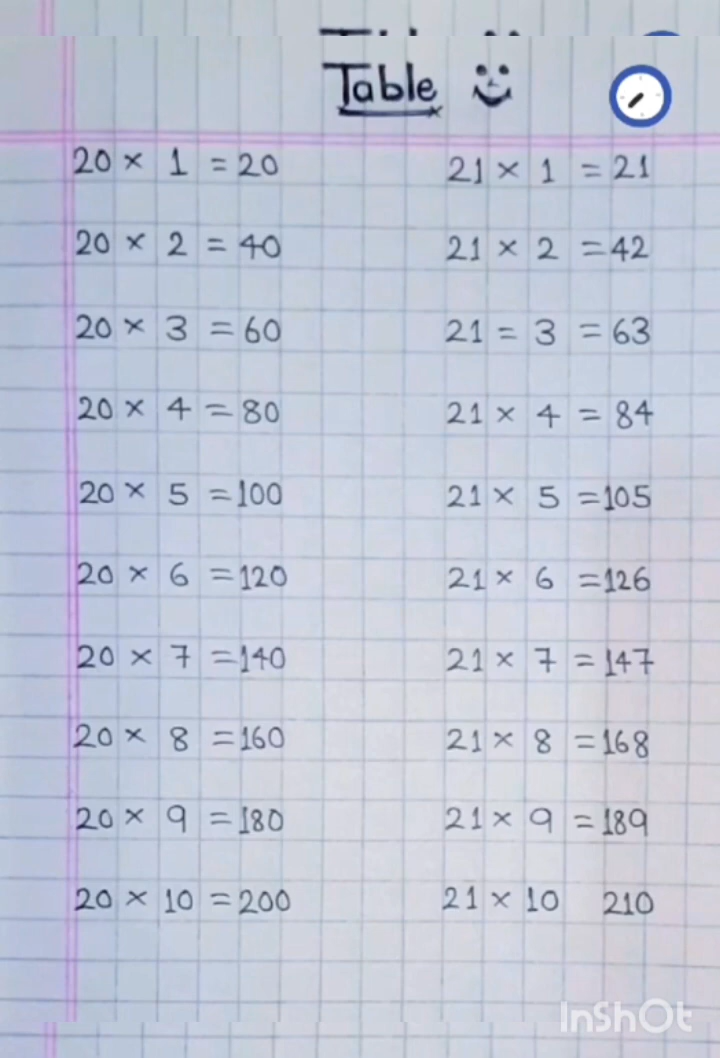 Table
20 × 1 = 20 21 × 1 = 21
20 × 2 = 40 21 × 2 = 42
20 × 3 = 60 21 = 3 = 63
20 × 4 = 80 21 × 4 = 84
20 × 5 = 100 21 × 5 = 105
20 × 6 = 120 21 × 6 = 126
20 × 7 = 140 21 × 7 = 147
20 × 8 = 160 21 × 8 = 168
20 × 9 = 180 21 × 9 = 189
20 × 10 = 200 21 × 10 210
InShOt